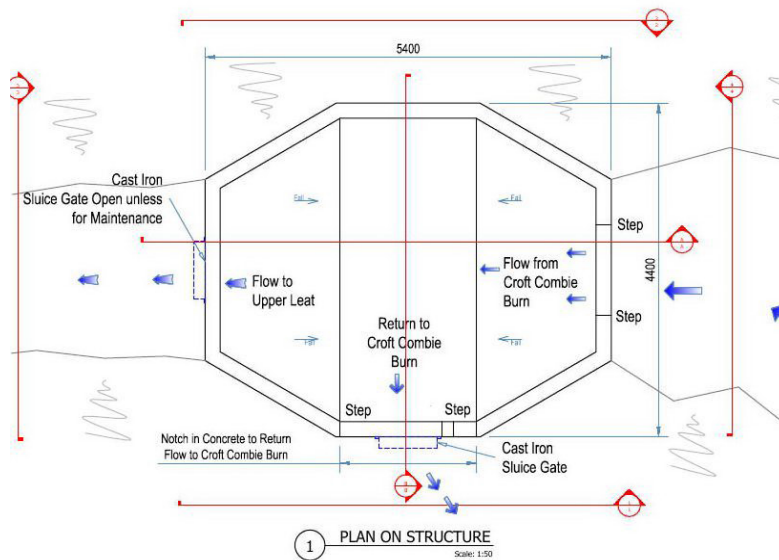 5400
Cast Iron
Sluice Gate Open unless
for Maintenance
Fall
Fall
Step
Flow to
Upper Leat
Flow from
Croft Combie
Burn
4400
Return to
Croft Combie
Burn
Step
Fall
Fall
Step
Step
Notch in Concrete to Return
Flow to Croft Combie Burn
Cast Iron
Sluice Gate
1
PLAN ON STRUCTURE
Scale: 1:50